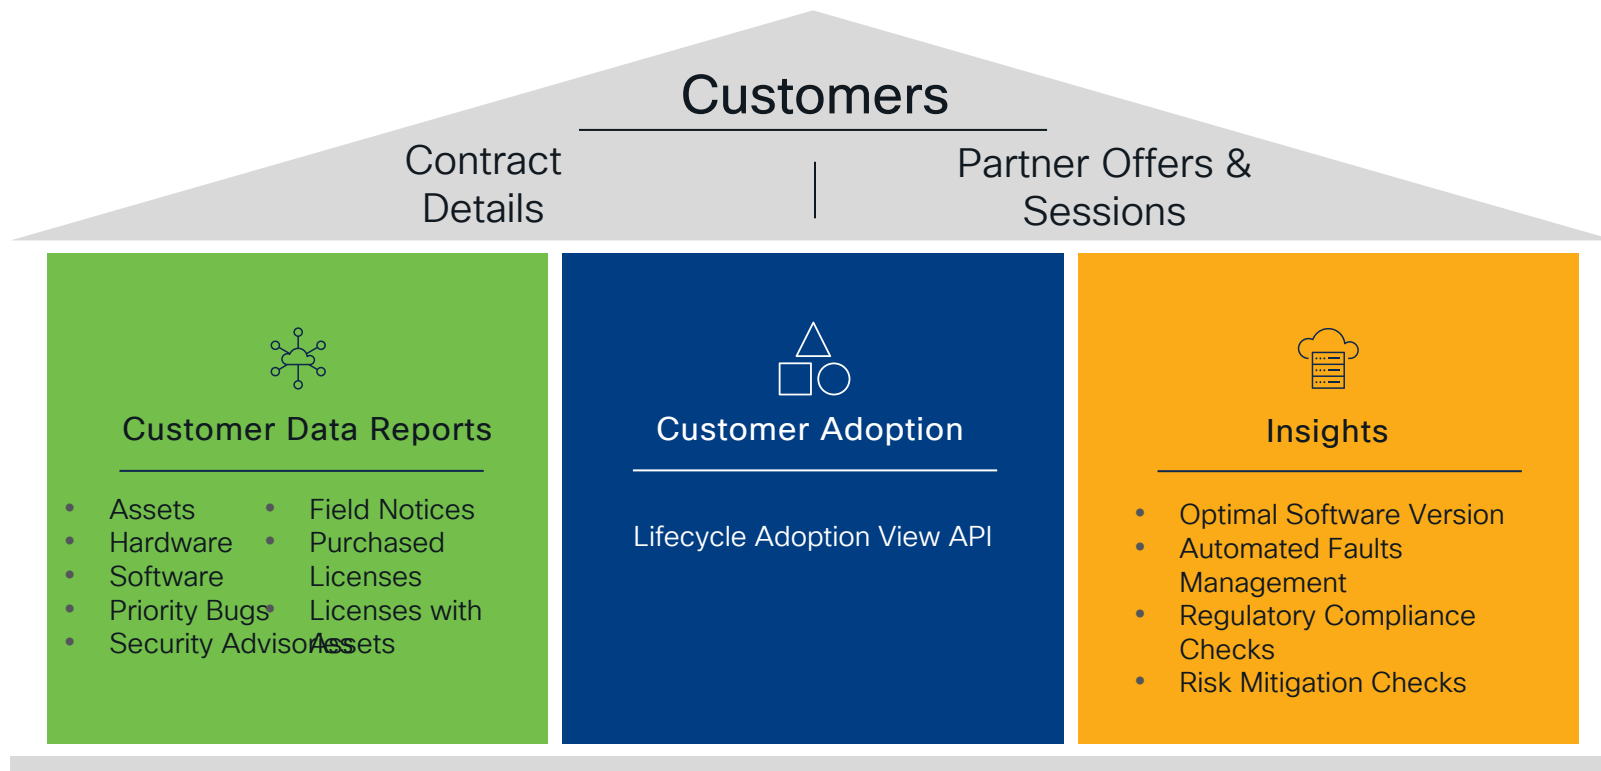 Customers
Contract
Details
Partner Offers &
Sessions
Customer Data Reports
• Assets
• Hardware
• Software
• Priority Bugs
• Security Advisories
• Field Notices
• Purchased
Licenses
• Licenses with
Assets
Customer Adoption
Lifecycle Adoption View API
Insights
• Optimal Software Version
• Automated Faults
Management
• Regulatory Compliance
Checks
• Risk Mitigation Checks